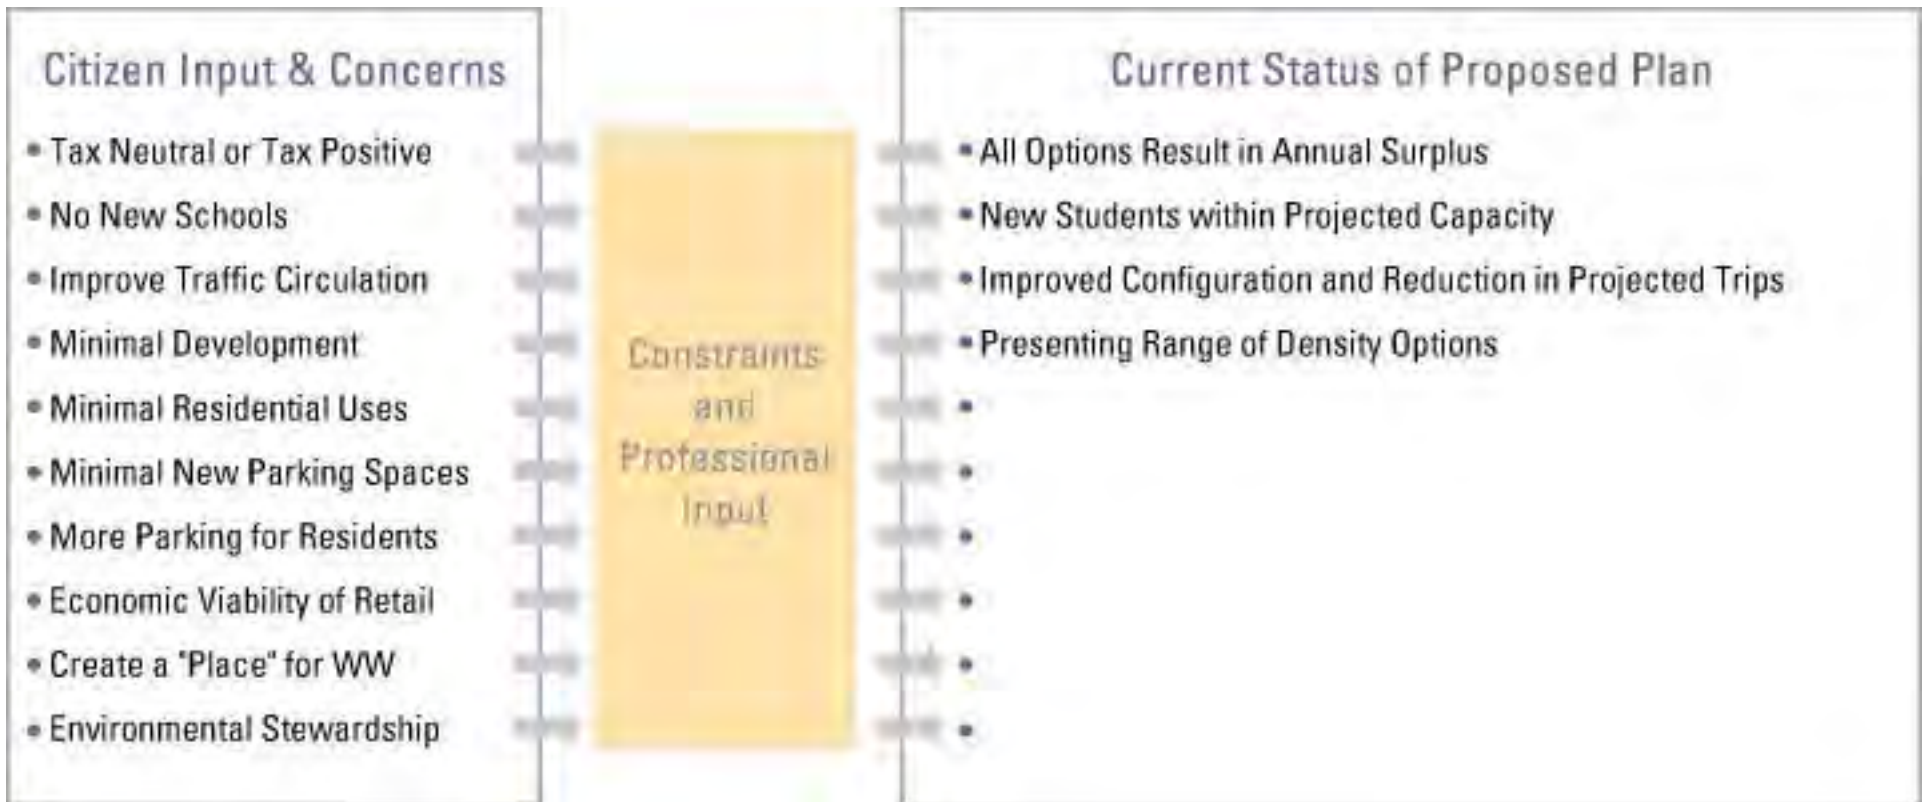 Citizen Input & Concerns
• Tax Neutral or Tax Positive
• No New Schools
• Improve Traffic Circulation
• Minimal Development
• Minimal Residential Uses
• Minimal New Parking Spaces
• More Parking for Residents
• Economic Viability of Retail
• Create a "Place" for WW
• Environmental Stewardship
Constraints
and
Professional
Input
Current Status of Proposed Plan
• All Options Result in Annual Surplus
• New Students within Projected Capacity
• Improved Configuration and Reduction in Projected Trips
• Presenting Range of Density Options
•
•
•
•
•
•